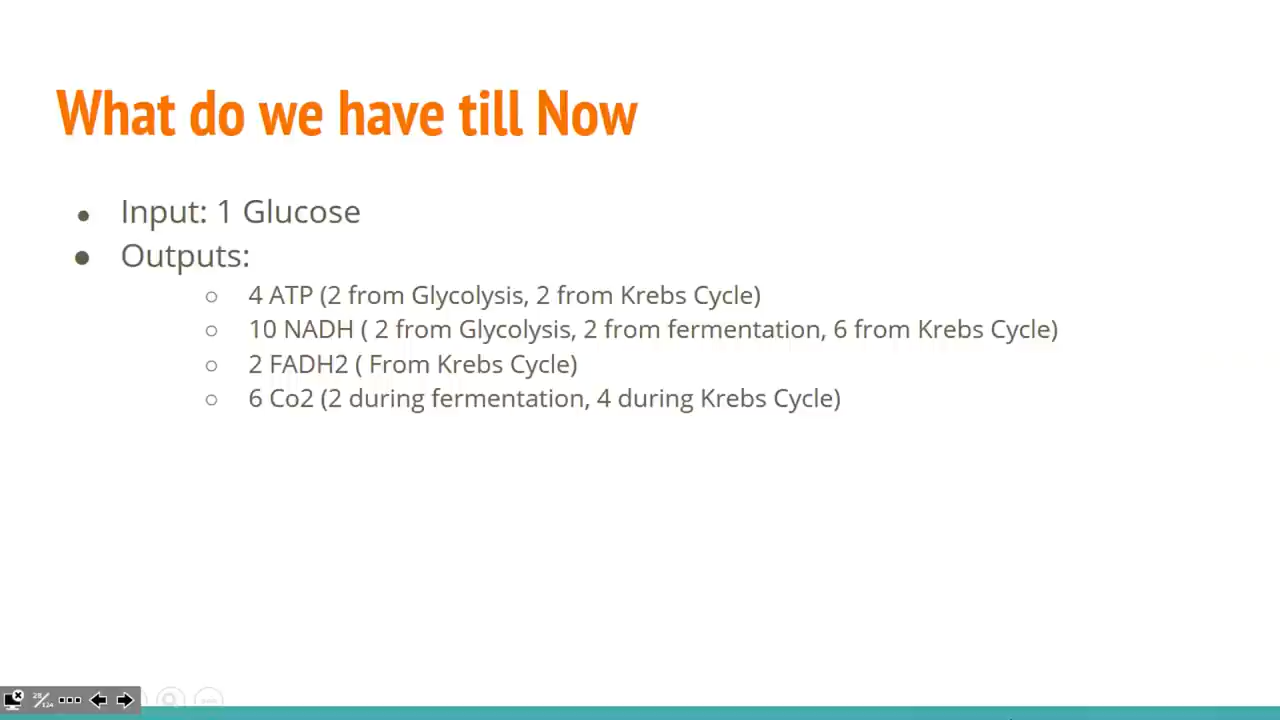 What do we have till Now
● Input: 1 Glucose
● Outputs:
○ 4 ATP (2 from Glycolysis, 2 from Krebs Cycle)
○ 10 NADH ( 2 from Glycolysis, 2 from fermentation, 6 from Krebs Cycle)
○ 2 FADH2 ( From Krebs Cycle)
○ 6 Co2 (2 during fermentation, 4 during Krebs Cycle)
28/124